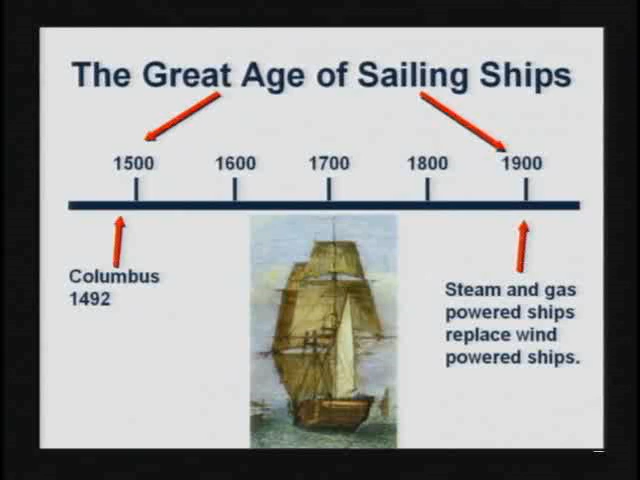 The Great Age of Sailing Ships
1500 1600 1700 1800 1900
Columbus
1492
Steam and gas
powered ships
replace wind
powered ships.